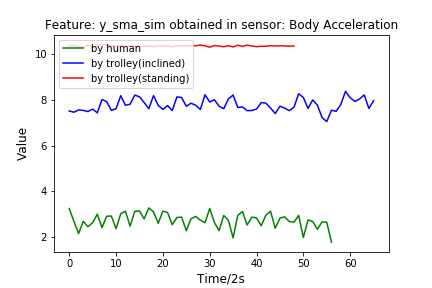 Feature: y_sma_sim obtained in sensor: Body Acceleration
by human
by trolley(inclined)
by trolley(standing)
Value
10
8
6
4
2
0
10
20
30
40
50
60
Time/2s